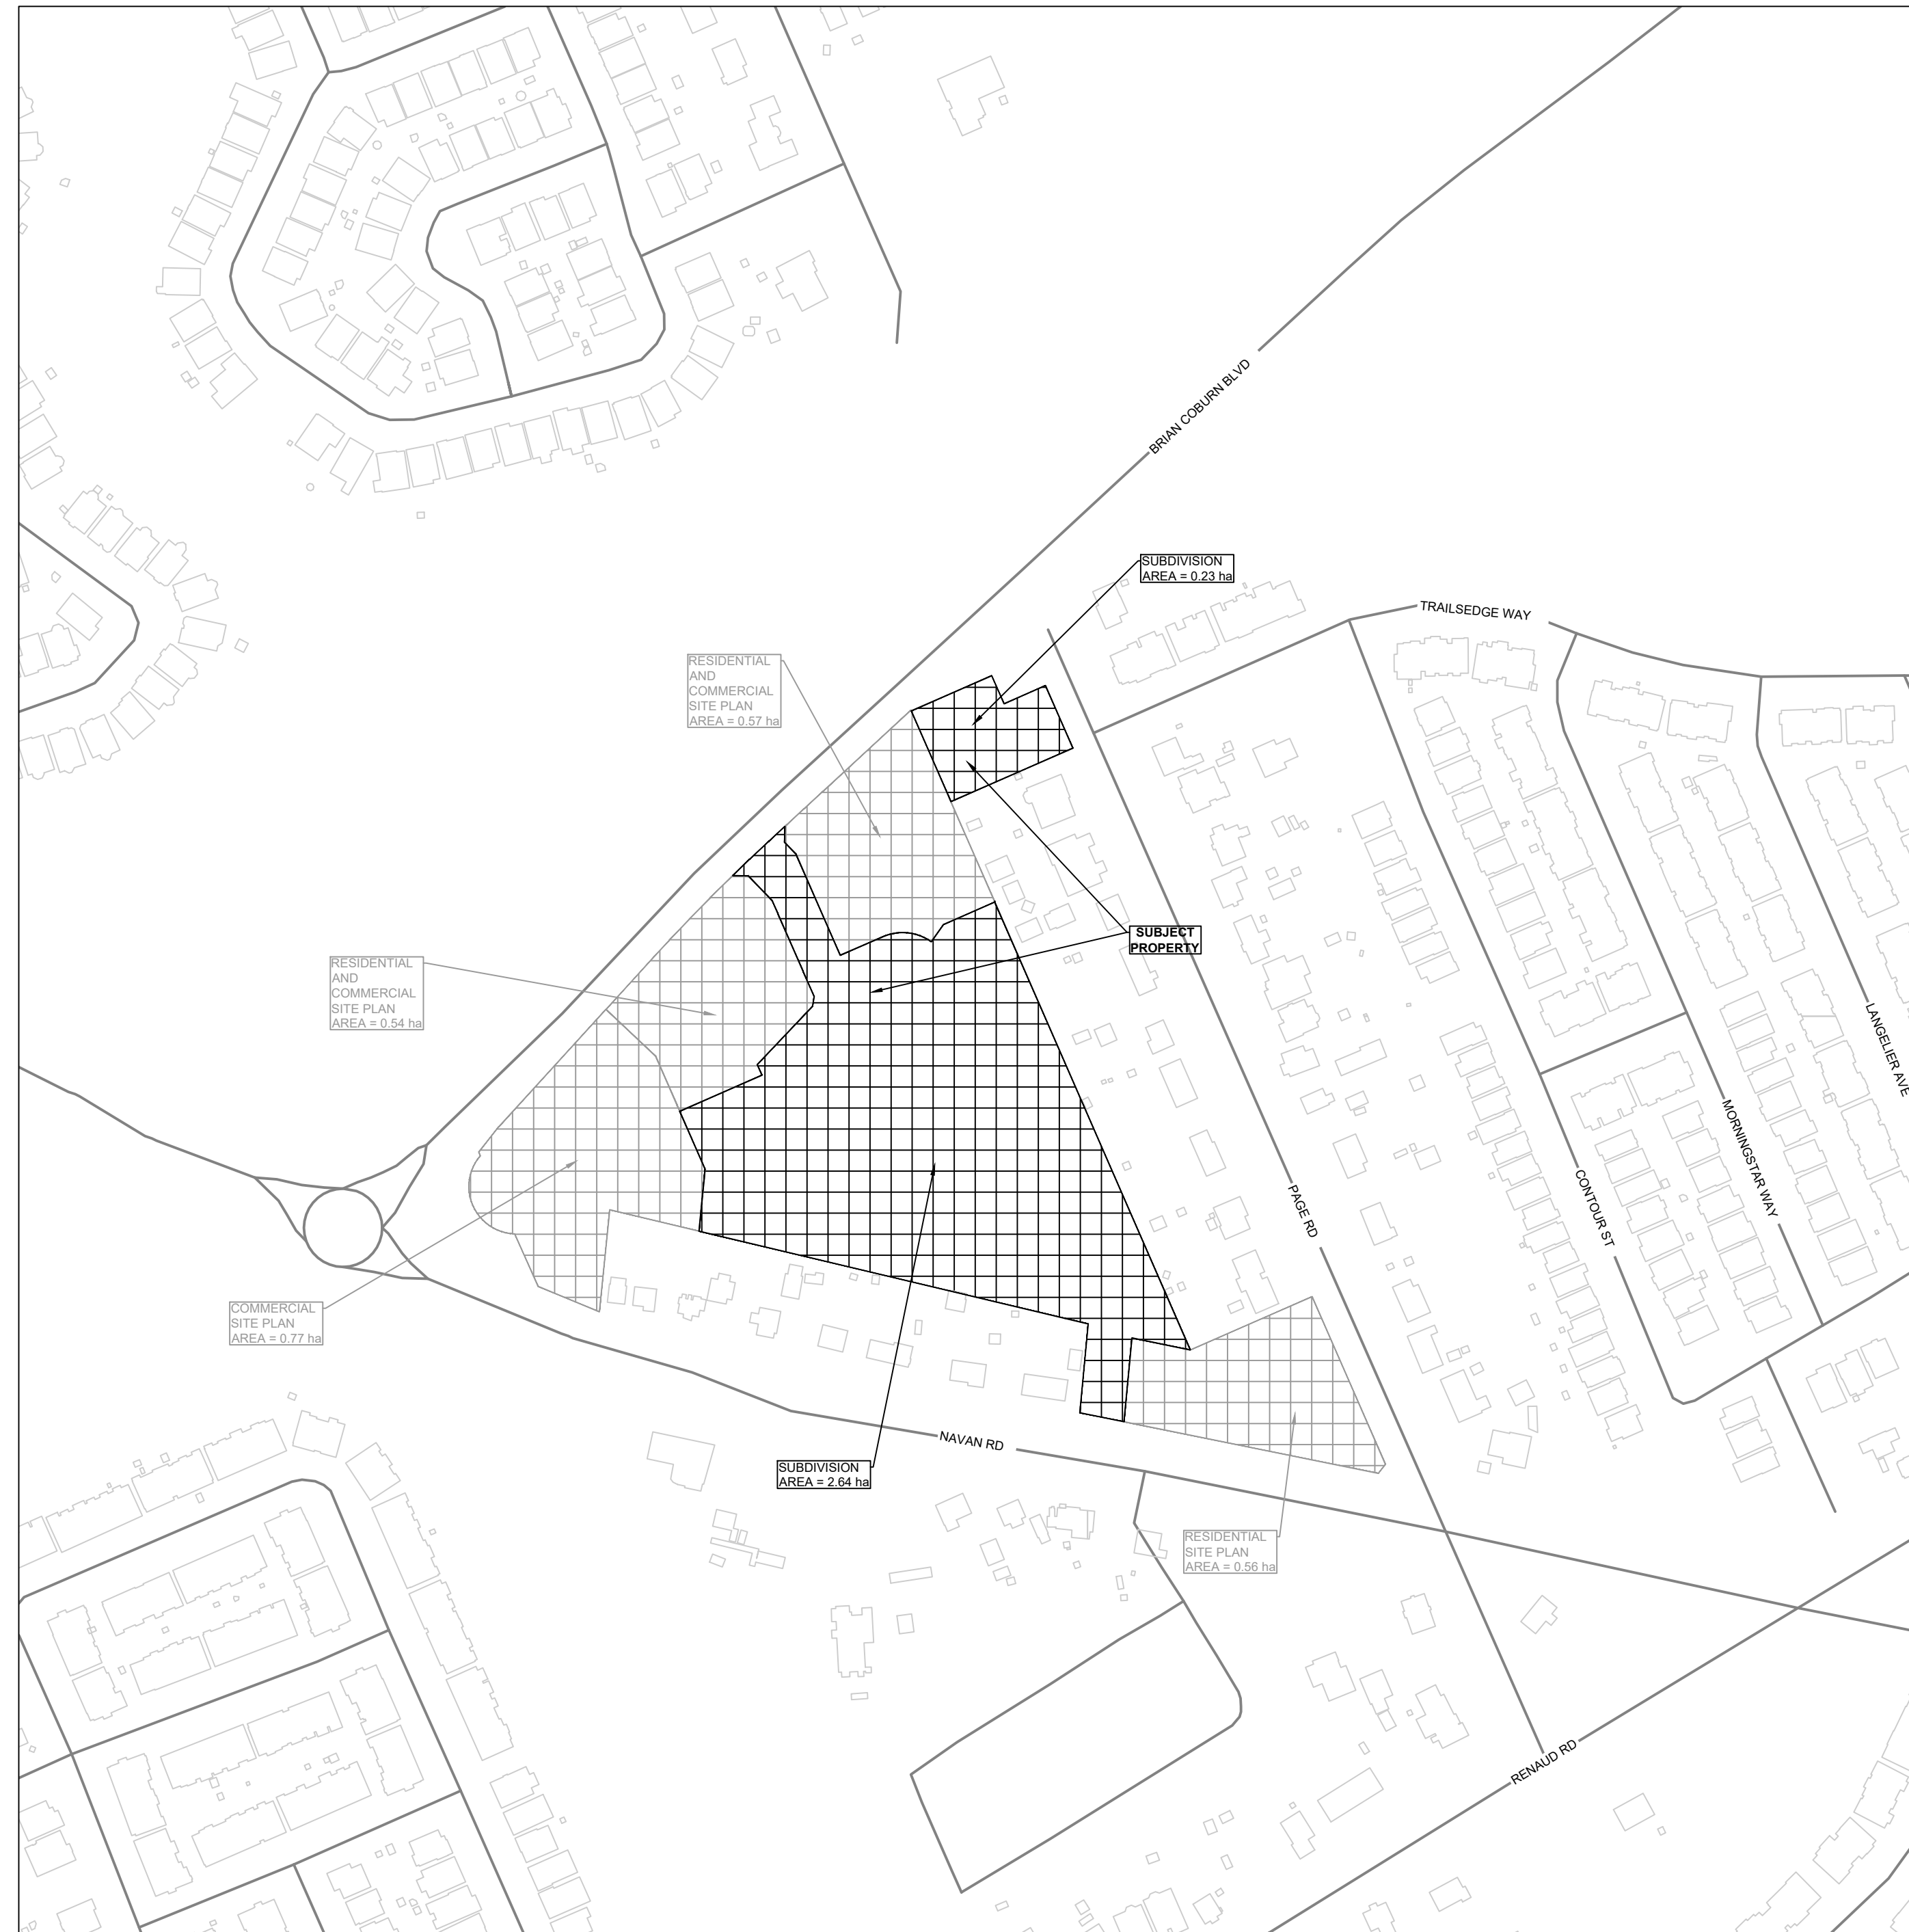 BRIAN COBURN BLVD
SUBDIVISION
AREA = 0.23 ha
TRAILSEDGE WAY
RESIDENTIAL
AND
COMMERCIAL
SITE PLAN
AREA = 0.57 ha
SUBJECT
PROPERTY
RESIDENTIAL
AND
COMMERCIAL
SITE PLAN
AREA = 0.54 ha
LANGELIER AVE
MORNINGSTAR WAY
CONTOUR ST
PAGE RD
COMMERCIAL
SITE PLAN
AREA = 0.77 ha
NAVAN RD
SUBDIVISION
AREA = 2.64 ha
RESIDENTIAL
SITE PLAN
AREA = 0.56 ha
RENAUD RD